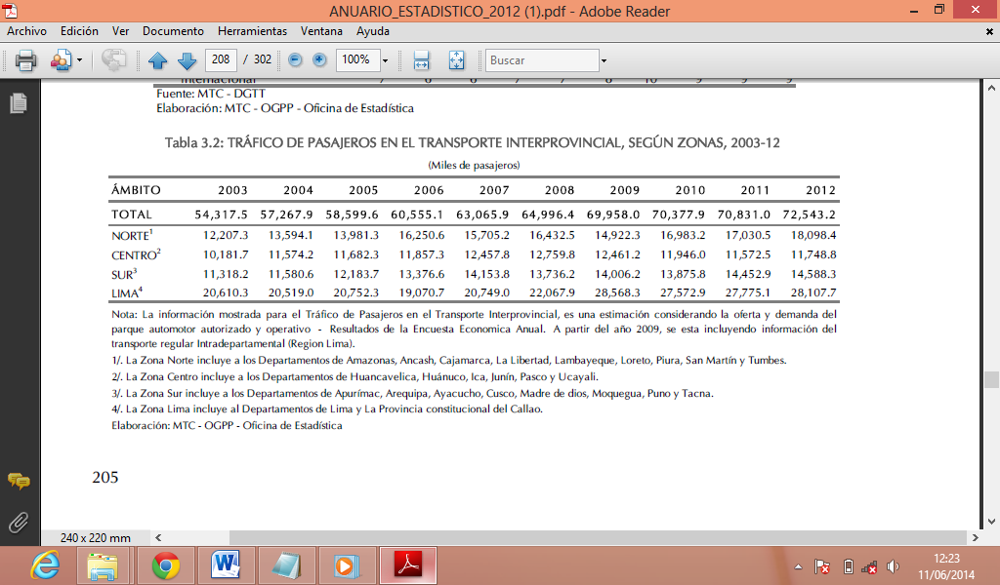 ANUARIO_ESTADISTICO_2012 (1).pdf - Adobe Reader
Archivo Edición Ver Documento Herramientas Ventana Ayuda
208 / 302 100% Buscar
Fuente: MTC - DGTT
Elaboración: MTC - OGPP - Oficina de Estadística
Tabla 3.2: TRÁFICO DE PASAJEROS EN EL TRANSPORTE INTERPROVINCIAL, SEGÚN ZONAS, 2003-12
(Miles de pasajeros)
ÁMBITO 2003 2004 2005 2006 2007 2008 2009 2010 2011 2012
TOTAL 54,317.5 57,267.9 58,599.6 60,555.1 63,065.9 64,996.4 69,958.0 70,377.9 70,831.0 72,543.2
NORTE1 12,207.3 13,594.1 13,981.3 16,250.6 15,705.2 16,432.5 14,922.3 16,983.2 17,030.5 18,098.4
CENTRO2 10,181.7 11,574.2 11,682.3 11,857.3 12,457.8 12,759.8 12,461.2 11,946.0 11,572.5 11,748.8
SUR3 11,318.2 11,580.6 12,183.7 13,376.6 14,153.8 13,736.2 14,006.2 13,875.8 14,452.9 14,588.3
LIMA4 20,610.3 20,519.0 20,752.3 19,070.7 20,749.0 22,067.9 28,568.3 27,572.9 27,775.1 28,107.7
Nota: La información mostrada para el Tráfico de Pasajeros en el Transporte Interprovincial, es una estimación considerando la oferta y demanda del
parque automotor autorizado y operativo - Resultados de la Encuesta Economica Anual. A partir del año 2009, se esta incluyendo información del
transporte regular Intradepartamental (Region Lima).
1/. La Zona Norte incluye a los Departamentos de Amazonas, Ancash, Cajamarca, La Libertad, Lambayeque, Loreto, Piura, San Martín y Tumbes.
2/. La Zona Centro incluye a los Departamentos de Huancavelica, Huánuco, Ica, Junín, Pasco y Ucayali.
3/. La Zona Sur incluye a los Departamentos de Apurímac, Arequipa, Ayacucho, Cusco, Madre de dios, Moquegua, Puno y Tacna.
4/. La Zona Lima incluye al Departamentos de Lima y La Provincia constitucional del Callao.
Elaboración: MTC - OGPP - Oficina de Estadística
205
240 x 220 mm
12:23
11/06/2014